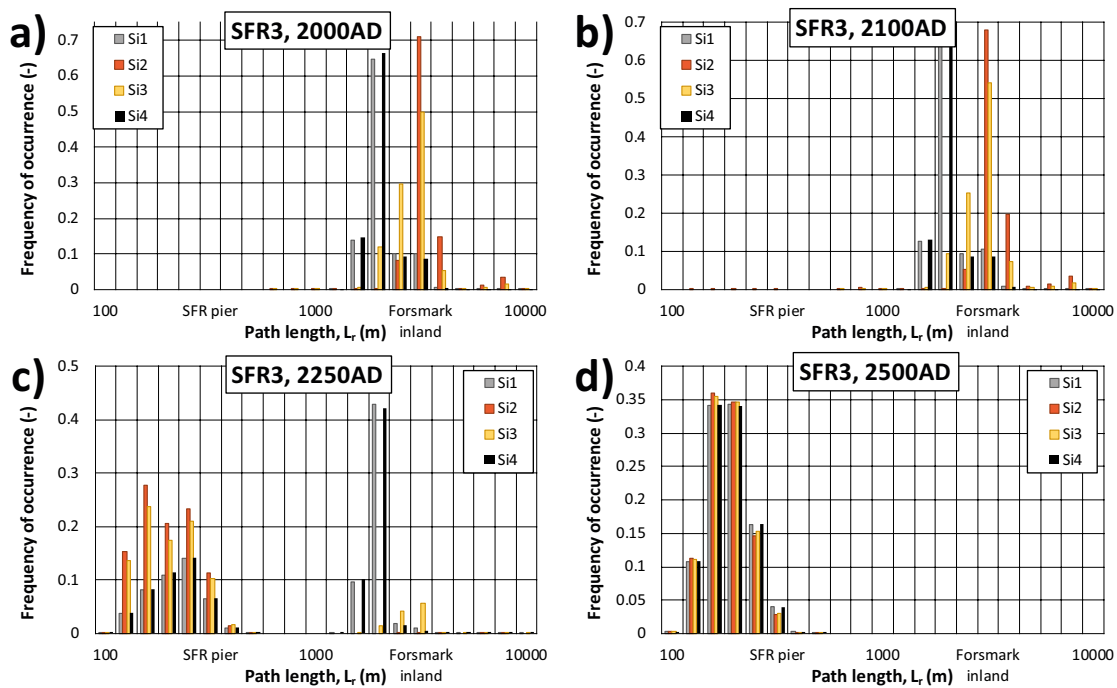 a)
SFR3, 2000AD
Frequency of occurrence (-)
0.7
0.6
0.5
0.4
0.3
0.2
0.1
0
Si1
Si2
Si3
Si4
100 SFR pier 1000 Forsmark 10000
Path length, Lr (m) inland
b)
SFR3, 2100AD
Frequency of occurrence (-)
0.7
0.6
0.5
0.4
0.3
0.2
0.1
0
Si1
Si2
Si3
Si4
100 SFR pier 1000 Forsmark 10000
Path length, Lr (m) inland
c)
SFR3, 2250AD
Frequency of occurrence (-)
0.5
0.4
0.3
0.2
0.1
0
Si1
Si2
Si3
Si4
100 SFR pier 1000 Forsmark 10000
Path length, Lr (m) inland
d)
SFR3, 2500AD
Frequency of occurrence (-)
0.4
0.35
0.3
0.25
0.2
0.15
0.1
0.05
0
Si1
Si2
Si3
Si4
100 SFR pier 1000 Forsmark 10000
Path length, Lr (m) inland